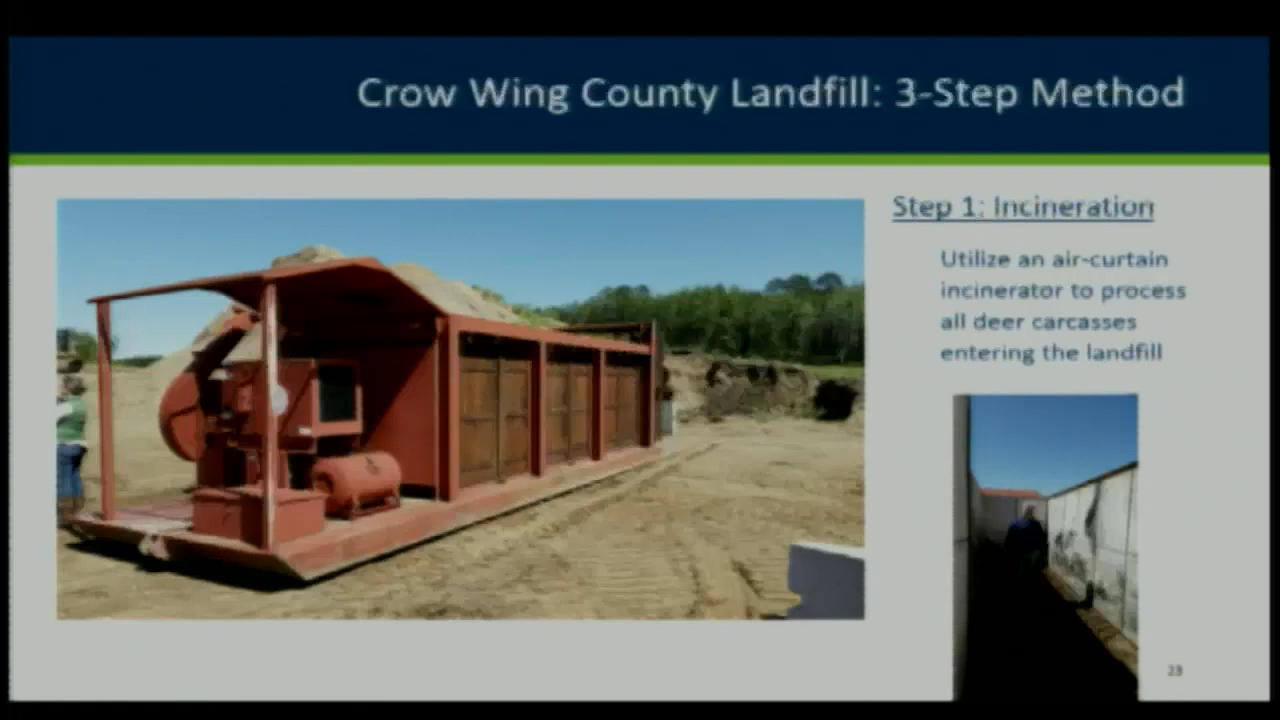 Crow Wing County Landfill: 3-Step Method
Step 1: Incineration
Utilize an air-curtain
incinerator to process
all deer carcasses
entering the landfill
23